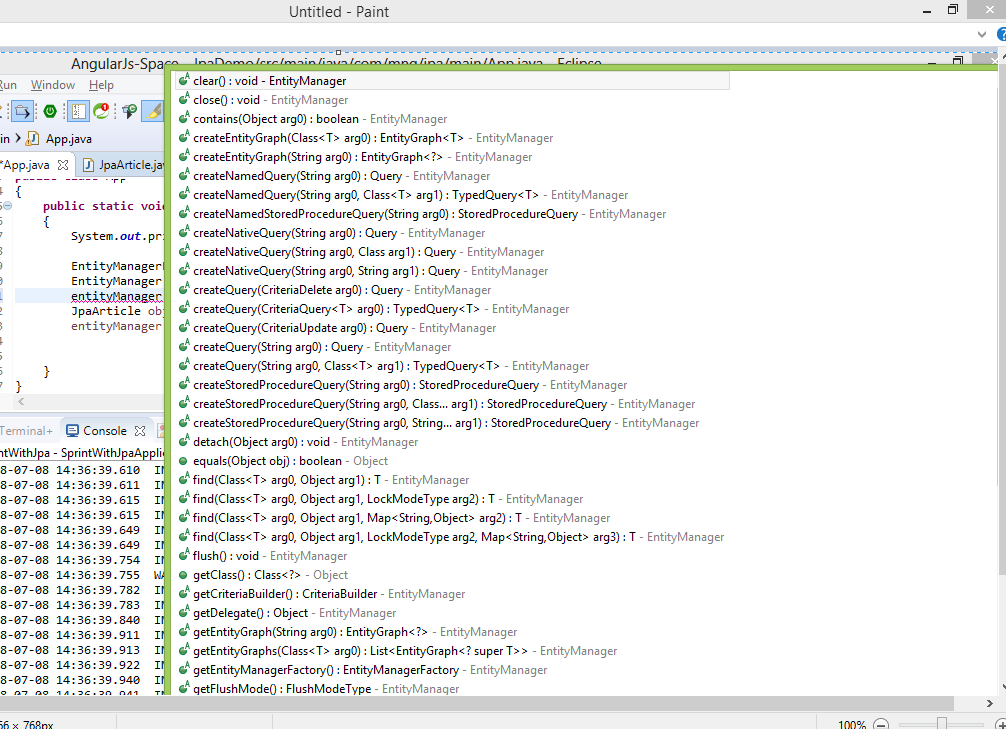 Untitled - Paint
AngularJs-Space - JpaDemo/src/main/java/com/mng/jpa/main/App.java - Eclipse
Run Window Help
in App.java
*App.java JpaArticle.jav
public class App
{
public static voi
{
System.out.pri
EntityManager
EntityManager
entityManager
JpaArticle obj
entityManager
}
}
Terminal+ Console
ntWithJpa - SprintWithJpaApplic
8-07-08 14:36:39.610 IN
8-07-08 14:36:39.611 IN
8-07-08 14:36:39.615 IN
8-07-08 14:36:39.615 IN
8-07-08 14:36:39.649 IN
8-07-08 14:36:39.649 IN
8-07-08 14:36:39.754 IN
8-07-08 14:36:39.755 WA
8-07-08 14:36:39.782 IN
8-07-08 14:36:39.783 IN
8-07-08 14:36:39.840 IN
8-07-08 14:36:39.911 IN
8-07-08 14:36:39.913 IN
8-07-08 14:36:39.922 IN
8-07-08 14:36:39.940 IN
8-07-08 14:36:39.941 IN
clear() : void - EntityManager
close() : void - EntityManager
contains(Object arg0) : boolean - EntityManager
createEntityGraph(Class<T> arg0) : EntityGraph<T> - EntityManager
createEntityGraph(String arg0) : EntityGraph<?> - EntityManager
createNamedQuery(String arg0) : Query - EntityManager
createNamedQuery(String arg0, Class<T> arg1) : TypedQuery<T> - EntityManager
createNamedStoredProcedureQuery(String arg0) : StoredProcedureQuery - EntityManager
createNativeQuery(String arg0) : Query - EntityManager
createNativeQuery(String arg0, Class arg1) : Query - EntityManager
createNativeQuery(String arg0, String arg1) : Query - EntityManager
createQuery(CriteriaDelete arg0) : Query - EntityManager
createQuery(CriteriaQuery<T> arg0) : TypedQuery<T> - EntityManager
createQuery(CriteriaUpdate arg0) : Query - EntityManager
createQuery(String arg0) : Query - EntityManager
createQuery(String arg0, Class<T> arg1) : TypedQuery<T> - EntityManager
createStoredProcedureQuery(String arg0) : StoredProcedureQuery - EntityManager
createStoredProcedureQuery(String arg0, Class... arg1) : StoredProcedureQuery - EntityManager
createStoredProcedureQuery(String arg0, String... arg1) : StoredProcedureQuery - EntityManager
detach(Object arg0) : void - EntityManager
equals(Object obj) : boolean - Object
find(Class<T> arg0, Object arg1) : T - EntityManager
find(Class<T> arg0, Object arg1, LockModeType arg2) : T - EntityManager
find(Class<T> arg0, Object arg1, Map<String,Object> arg2) : T - EntityManager
find(Class<T> arg0, Object arg1, LockModeType arg2, Map<String,Object> arg3) : T - EntityManager
flush() : void - EntityManager
getClass() : Class<?> - Object
getCriteriaBuilder() : CriteriaBuilder - EntityManager
getDelegate() : Object - EntityManager
getEntityGraph(String arg0) : EntityGraph<?> - EntityManager
getEntityGraphs(Class<T> arg0) : List<EntityGraph<? super T>> - EntityManager
getEntityManagerFactory() : EntityManagerFactory - EntityManager
getFlushMode() : FlushModeType - EntityManager
66 × 768px
100%